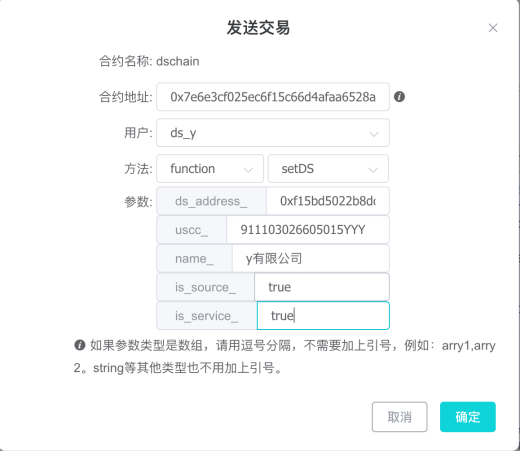 发送交易
合约名称: dschain
合约地址: 0x7e6e3cf025ec6f15c66d4afaa6528a
用户: ds_y
方法: function setDS
参数: ds_address_ 0xf15bd5022b8d
uscc_ 911103026605015YYY
name_ y有限公司
is_source_ true
is_service_ true
如果参数类型是数组，请用逗号分隔，不需要加上引号，例如：arry1,arry
2。string等其他类型也不用加上引号。
取消 确定